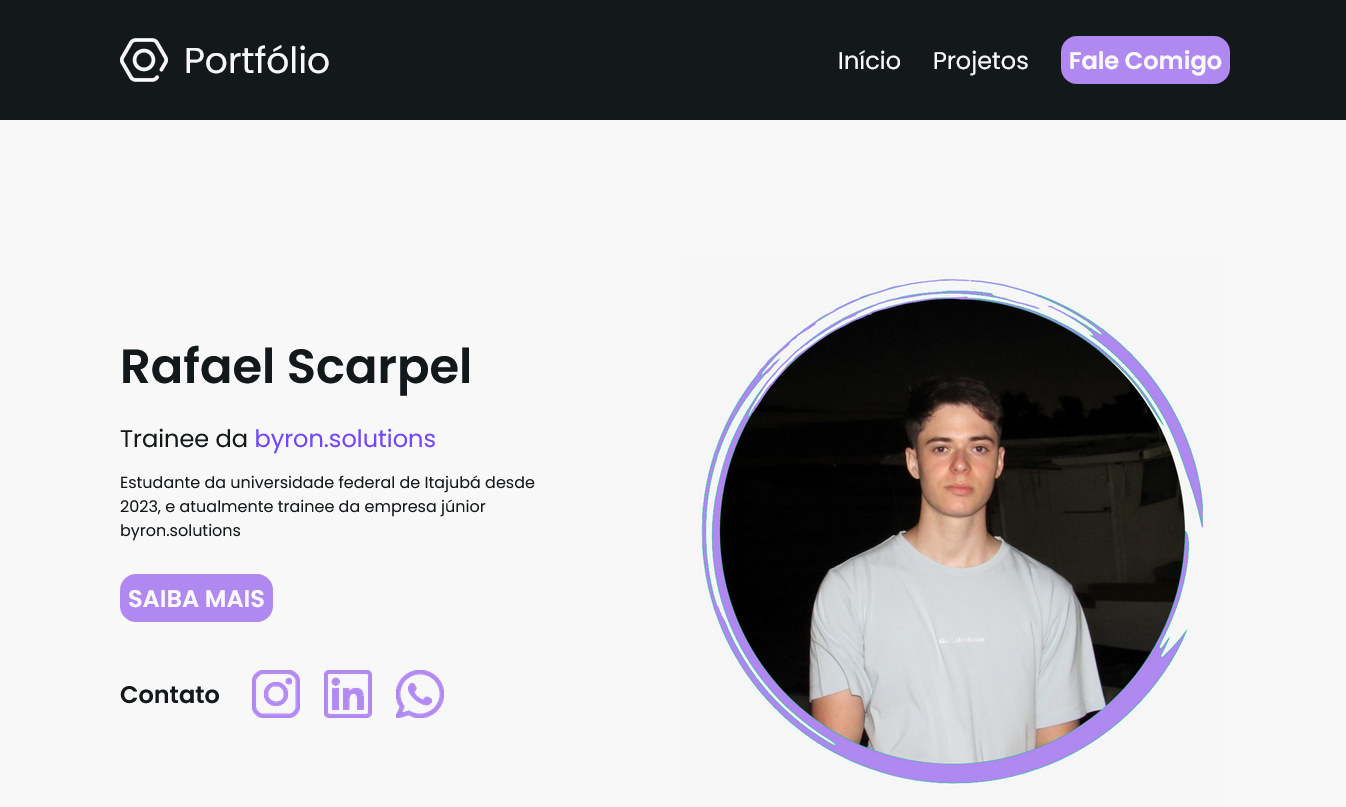 Portfólio
Início
Projetos
Fale Comigo
Rafael Scarpel
Trainee da byron.solutions
Estudante da universidade federal de Itajubá desde
2023, e atualmente trainee da empresa júnior
byron.solutions
SAIBA MAIS
Contato
in